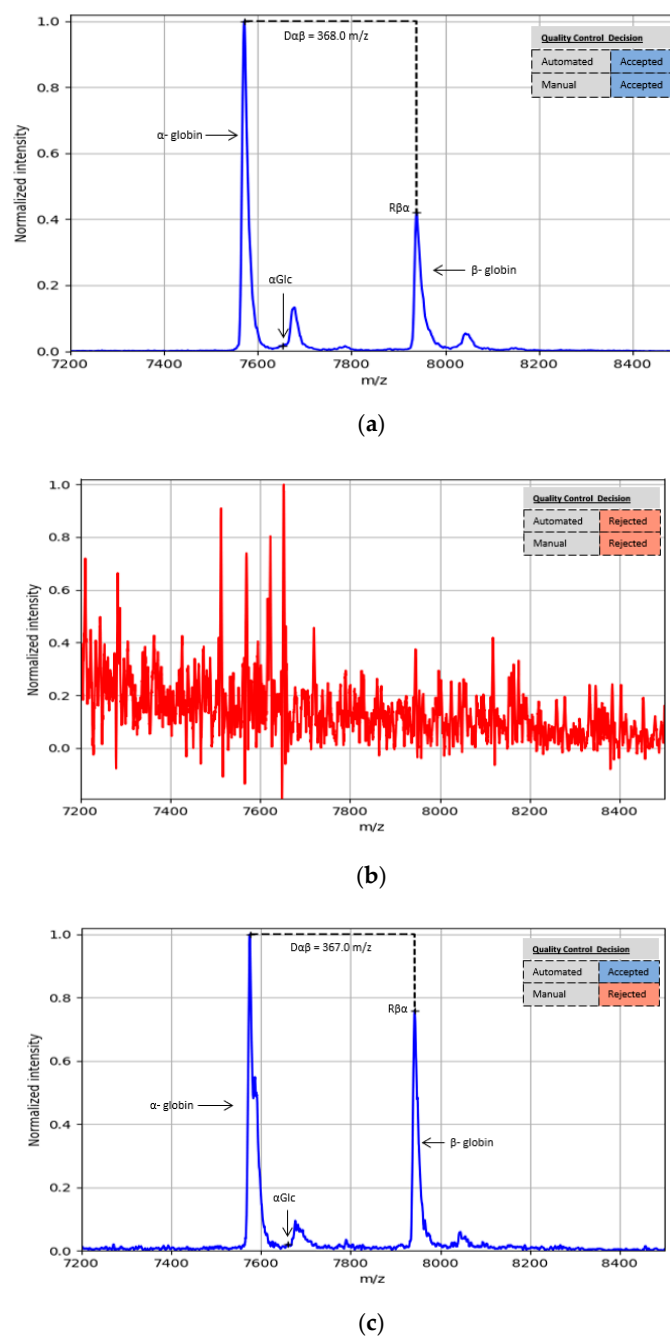 1.0
Dαβ = 368.0 m/z
Quality Control Decision
Automated Accepted
Manual Accepted
0.8
α- globin
0.6
Normalized intensity
0.4
Rβα
αGlc
β- globin
0.2
0.0
7200 7400 7600 7800 8000 8200 8400
m/z
(a)
1.0
Quality Control Decision
Automated Rejected
Manual Rejected
0.8
0.6
Normalized intensity
0.4
0.2
0.0
7200 7400 7600 7800 8000 8200 8400
m/z
(b)
1.0
Dαβ = 367.0 m/z
Quality Control Decision
Automated Accepted
Manual Rejected
0.8
Rβα
0.6
Normalized intensity
α- globin
0.4
β- globin
0.2
αGlc
0.0
7200 7400 7600 7800 8000 8200 8400
m/z
(c)